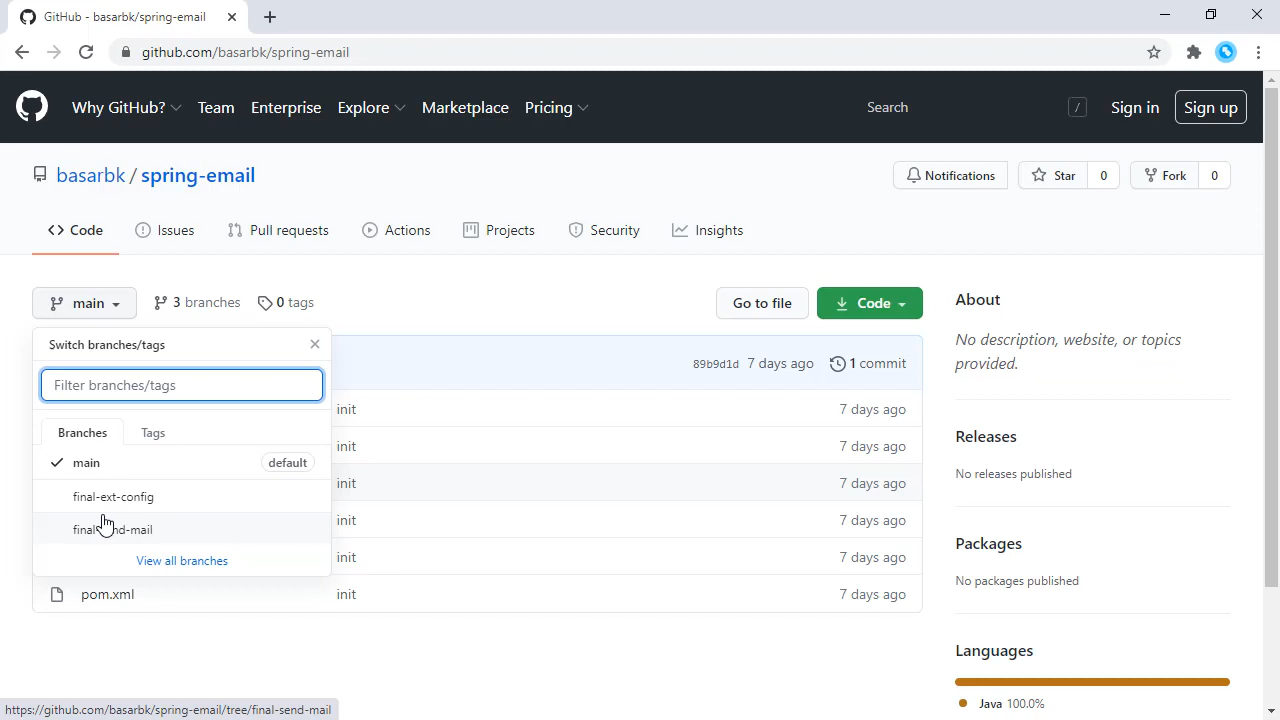 GitHub - basarbk/spring-email
github.com/basarbk/spring-email
Why GitHub? Team Enterprise Explore Marketplace Pricing Search / Sign in Sign up
basarbk / spring-email Notifications Star 0 Fork 0
Code Issues Pull requests Actions Projects Security Insights
main 3 branches 0 tags Go to file Code About
Switch branches/tags
No description, website, or topics
provided.
89b9d1d 7 days ago 1 commit
Filter branches/tags
init 7 days ago
Branches Tags
Releases
init 7 days ago
main default
No releases published
init 7 days ago
final-ext-config
init 7 days ago
final-send-mail
Packages
init 7 days ago
View all branches
No packages published
pom.xml init 7 days ago
Languages
Java 100.0%
https://github.com/basarbk/spring-email/tree/final-send-mail